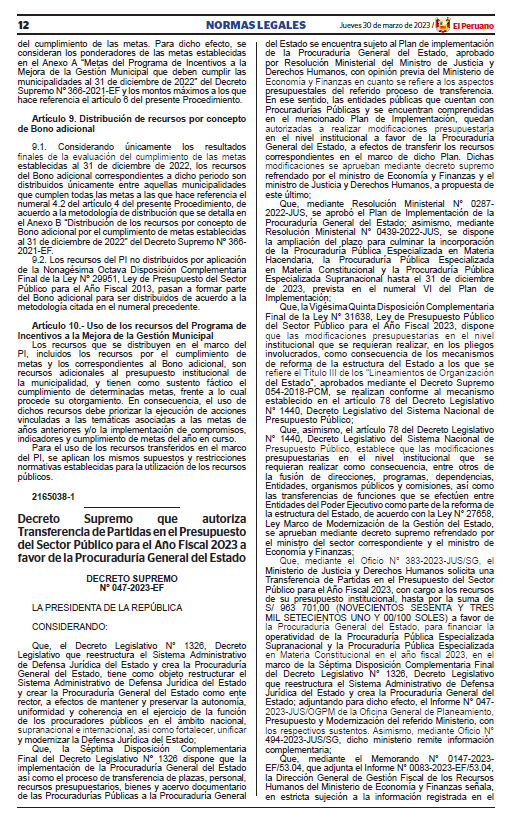 12
NORMAS LEGALES
Jueves 30 de marzo de 2023 /
El Peruano
del cumplimiento de las metas. Para dicho efecto, se
consideran los ponderadores de las metas establecidas
en el Anexo A “Metas del Programa de Incentivos a la
Mejora de la Gestión Municipal que deben cumplir las
municipalidades al 31 de diciembre de 2022” del Decreto
Supremo Nº 366-2021-EF y los montos máximos a los que
hace referencia el artículo 6 del presente Procedimiento.
Artículo 9. Distribución de recursos por concepto
de Bono adicional
9.1. Considerando únicamente los resultados
finales de la evaluación del cumplimiento de las metas
establecidas al 31 de diciembre de 2022, los recursos
del Bono adicional correspondientes a dicho periodo son
distribuidos únicamente entre aquellas municipalidades
que cumplen todas las metas a las que hace referencia el
numeral 4.2 del artículo 4 del presente Procedimiento, de
acuerdo a la metodología de distribución que se detalla en
el Anexo B “Distribución de los recursos por concepto de
Bono adicional por el cumplimiento de metas establecidas
al 31 de diciembre de 2022” del Decreto Supremo Nº 366-
2021-EF.
9.2. Los recursos del PI no distribuidos por aplicación
de la Nonagésima Octava Disposición Complementaria
Final de la Ley Nº 29951, Ley de Presupuesto del Sector
Público para el Año Fiscal 2013, pasan a formar parte
del Bono adicional para ser distribuidos de acuerdo a la
metodología citada en el numeral precedente.
Artículo 10.- Uso de los recursos del Programa de
Incentivos a la Mejora de la Gestión Municipal
Los recursos que se distribuyen en el marco del
PI, incluidos los recursos por el cumplimiento de
metas y los correspondientes al Bono adicional, son
recursos adicionales al presupuesto institucional de
la municipalidad, y tienen como sustento fáctico el
cumplimiento de determinadas metas, frente a lo cual
procede su otorgamiento. En consecuencia, el uso de
dichos recursos debe priorizar la ejecución de acciones
vinculadas a las temáticas asociadas a las metas de
años anteriores y/o la implementación de compromisos,
indicadores y cumplimiento de metas del año en curso.
Para el uso de los recursos transferidos en el marco
del PI, se aplican los mismos supuestos y restricciones
normativas establecidas para la utilización de los recursos
públicos.
2165038-1
Decreto Supremo que autoriza
Transferencia de Partidas en el Presupuesto
del Sector Público para el Año Fiscal 2023 a
favor de la Procuraduría General del Estado
DECRETO SUPREMO
Nº 047-2023-EF
LA PRESIDENTA DE LA REPÚBLICA
CONSIDERANDO:
Que, el Decreto Legislativo Nº 1326, Decreto
Legislativo que reestructura el Sistema Administrativo
de Defensa Jurídica del Estado y crea la Procuraduría
General del Estado, tiene como objeto restructurar el
Sistema Administrativo de Defensa Jurídica del Estado
y crear la Procuraduría General del Estado como ente
rector, a efectos de mantener y preservar la autonomía,
uniformidad y coherencia en el ejercicio de la función
de los procuradores públicos en el ámbito nacional,
supranacional e internacional, así como fortalecer, unificar
y modernizar la Defensa Jurídica del Estado;
Que, la Séptima Disposición Complementaria
Final del Decreto Legislativo Nº 1326 dispone que la
implementación de la Procuraduría General del Estado
así como el proceso de transferencia de plazas, personal,
recursos presupuestarios, bienes y acervo documentario
de las Procuradurías Públicas a la Procuraduría General
del Estado se encuentra sujeto al Plan de implementación
de la Procuraduría General del Estado, aprobado
por Resolución Ministerial del Ministro de Justicia y
Derechos Humanos, con opinión previa del Ministerio de
Economía y Finanzas en cuanto se refiere a los aspectos
presupuestales del referido proceso de transferencia.
En ese sentido, las entidades públicas que cuentan con
Procuradurías Públicas y se encuentran comprendidas
en el mencionado Plan de Implementación, quedan
autorizadas a realizar modificaciones presupuestarla
en el nivel institucional a favor de la Procuraduría
General del Estado, a efectos de transferir los recursos
correspondientes en el marco de dicho Plan. Dichas
modificaciones se aprueban mediante decreto supremo
refrendado por el ministro de Economía y Finanzas y el
ministro de Justicia y Derechos Humanos, a propuesta de
este último;
Que, mediante Resolución Ministerial Nº 0287-
2022-JUS, se aprobó el Plan de Implementación de la
Procuraduría General del Estado; asimismo, mediante
Resolución Ministerial Nº 0439-2022-JUS, se dispone
la ampliación del plazo para culminar la incorporación
de la Procuraduría Pública Especializada en Materia
Hacendaria, la Procuraduría Pública Especializada
en Materia Constitucional y la Procuraduría Pública
Especializada Supranacional hasta el 31 de diciembre
de 2023, prevista en el numeral VI del Plan de
Implementación;
Que, la Vigésima Quinta Disposición Complementaria
Final de la Ley N° 31638, Ley de Presupuesto Público
del Sector Público para el Año Fiscal 2023, dispone
que las modificaciones presupuestarias en el nivel
institucional que se requieran realizar, en los pliegos
involucrados, como consecuencia de los mecanismos
de reforma de la estructura del Estado a los que se
refiere el Título III de los “Lineamientos de Organización
del Estado”, aprobados mediante el Decreto Supremo
054-2018-PCM, se realizan conforme al mecanismo
establecido en el artículo 78 del Decreto Legislativo
N° 1440, Decreto Legislativo del Sistema Nacional de
Presupuesto Público;
Que, asimismo, el artículo 78 del Decreto Legislativo
N° 1440, Decreto Legislativo del Sistema Nacional de
Presupuesto Público, establece que las modificaciones
presupuestarias en el nivel institucional que se
requieran realizar como consecuencia, entre otros de
la fusión de direcciones, programas, dependencias,
Entidades, organismos públicos y comisiones, así como
las transferencias de funciones que se efectúen entre
Entidades del Poder Ejecutivo como parte de la reforma de
la estructura del Estado, de acuerdo con la Ley N° 27658,
Ley Marco de Modernización de la Gestión del Estado,
se aprueban mediante decreto supremo refrendado por
el ministro del sector correspondiente y el ministro de
Economía y Finanzas;
Que, mediante el Oficio N° 383-2023-JUS/SG, el
Ministerio de Justicia y Derechos Humanos solicita una
Transferencia de Partidas en el Presupuesto del Sector
Público para el Año Fiscal 2023, con cargo a los recursos
de su presupuesto institucional, hasta por la suma de
S/ 963 701,00 (NOVECIENTOS SESENTA Y TRES
MIL SETECIENTOS UNO Y 00/100 SOLES) a favor de
la Procuraduría General del Estado, para financiar la
operatividad de la Procuraduría Pública Especializada
Supranacional y la Procuraduría Pública Especializada
en Materia Constitucional en el año fiscal 2023, en el
marco de la Séptima Disposición Complementaria Final
del Decreto Legislativo N° 1326, Decreto Legislativo
que reestructura el Sistema Administrativo de Defensa
Jurídica del Estado y crea la Procuraduría General del
Estado; adjuntando para dicho efecto, el Informe N° 047-
2023-JUS/OGPM de la Oficina General de Planeamiento,
Presupuesto y Modernización del referido Ministerio, con
los respectivos sustentos. Asimismo, mediante Oficio N°
494-2023-JUS/SG, dicho ministerio remite información
complementaria;
Que, mediante el Memorando N° 0147-2023-
EF/53.04, que adjunta el Informe N° 0083-2023-EF/53.04,
la Dirección General de Gestión Fiscal de los Recursos
Humanos del Ministerio de Economía y Finanzas señala,
en estricta sujeción a la información registrada en el